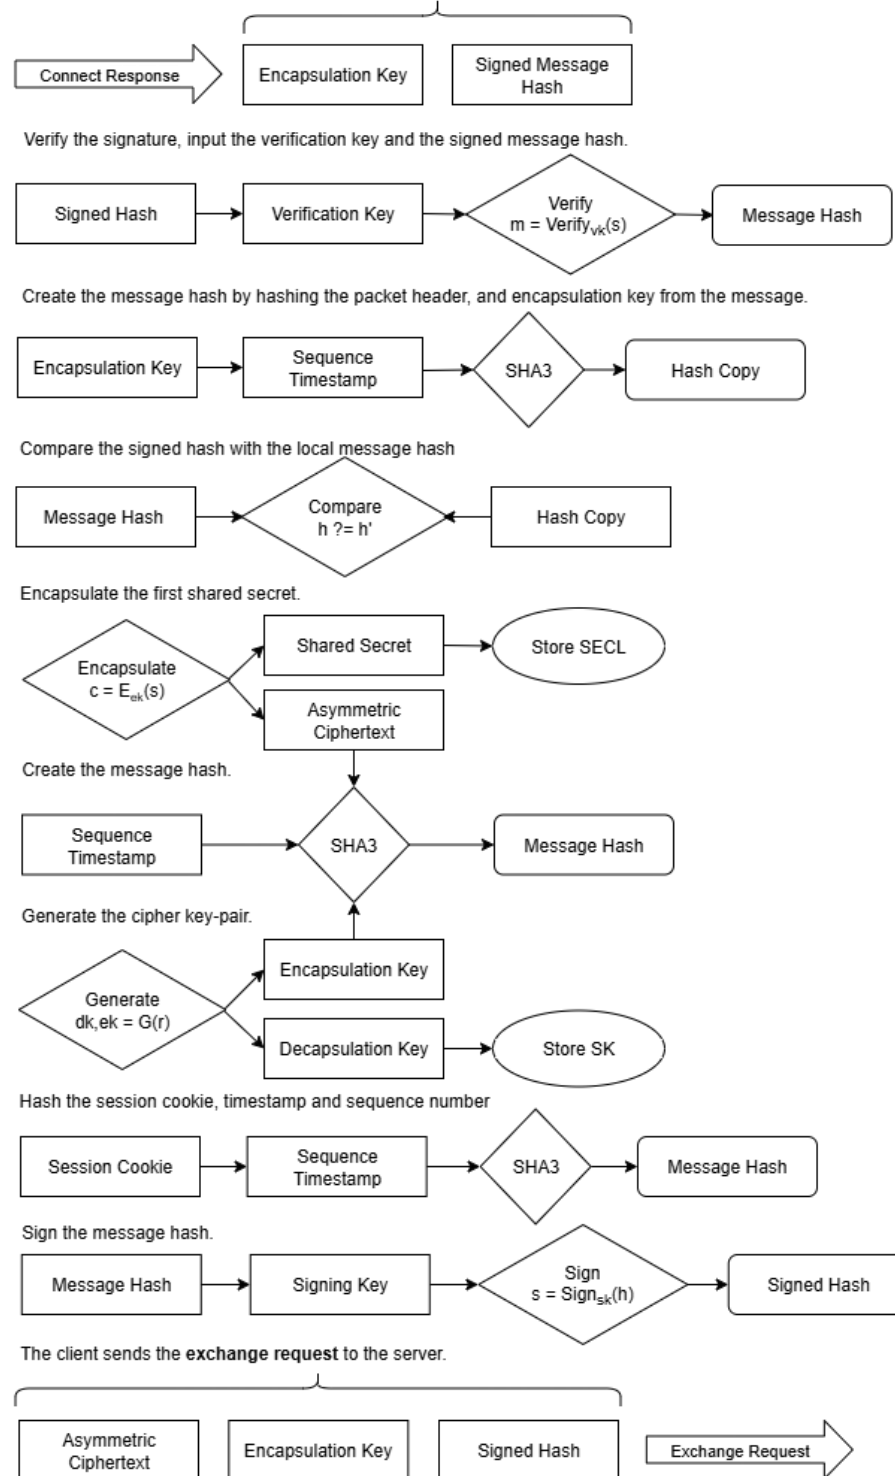 Connect Response
Encapsulation Key
Signed Message
Hash
Verify the signature, input the verification key and the signed message hash.
Signed Hash
Verification Key
Verify
m = Verifyvk(s)
Message Hash
Create the message hash by hashing the packet header, and encapsulation key from the message.
Encapsulation Key
Sequence
Timestamp
SHA3
Hash Copy
Compare the signed hash with the local message hash
Message Hash
Compare
h ?= h'
Hash Copy
Encapsulate the first shared secret.
Encapsulate
c = Eek(s)
Shared Secret
Store SECL
Asymmetric
Ciphertext
Create the message hash.
Sequence
Timestamp
SHA3
Message Hash
Generate the cipher key-pair.
Generate
dk,ek = G(r)
Encapsulation Key
Decapsulation Key
Store SK
Hash the session cookie, timestamp and sequence number
Session Cookie
Sequence
Timestamp
SHA3
Message Hash
Sign the message hash.
Message Hash
Signing Key
Sign
s = Signsk(h)
Signed Hash
The client sends the exchange request to the server.
Asymmetric
Ciphertext
Encapsulation Key
Signed Hash
Exchange Request